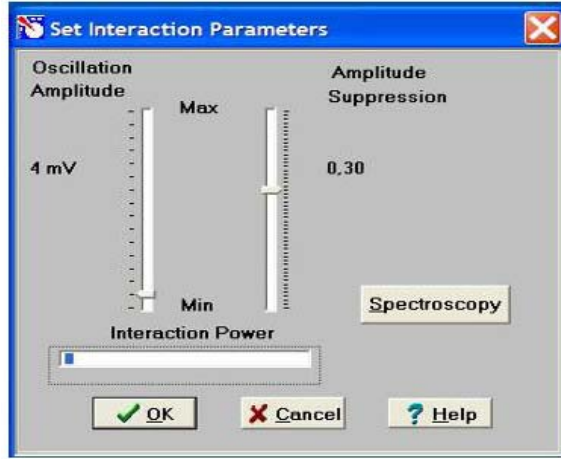 Set Interaction Parameters
Oscillation
Amplitude
Amplitude
Suppression
Max
4 mV
0,30
Min
Spectroscopy
Interaction Power
OK
Cancel
? Help